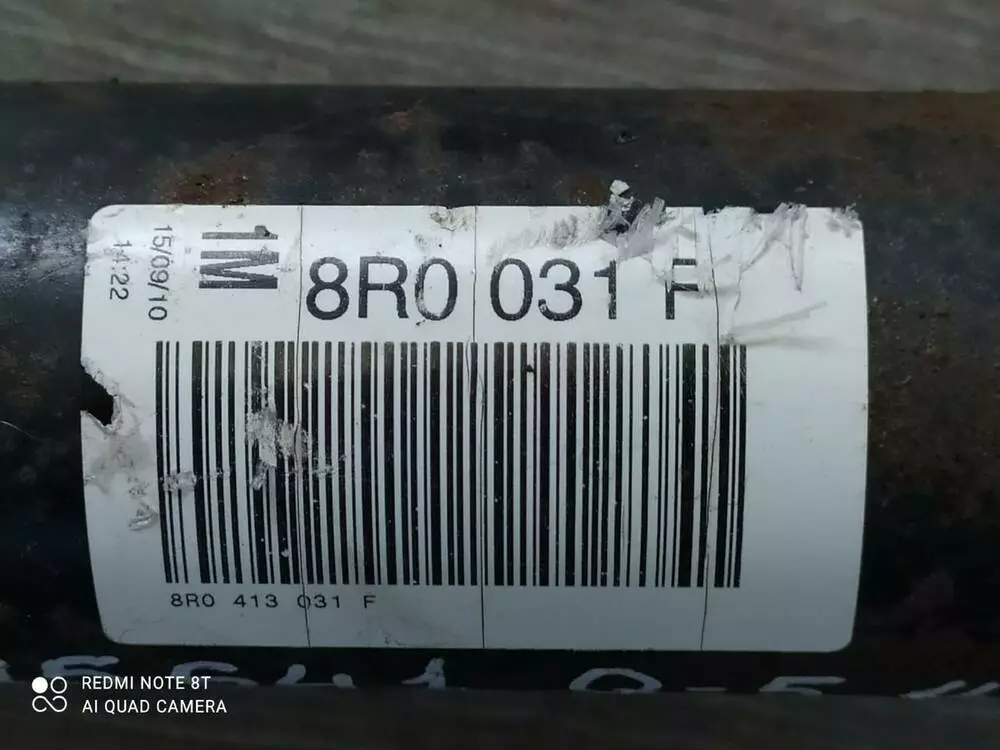 15/09/10
14:22
1M
8R0 031 F
8R0 413 031 F
REDMI NOTE 8T
AI QUAD CAMERA